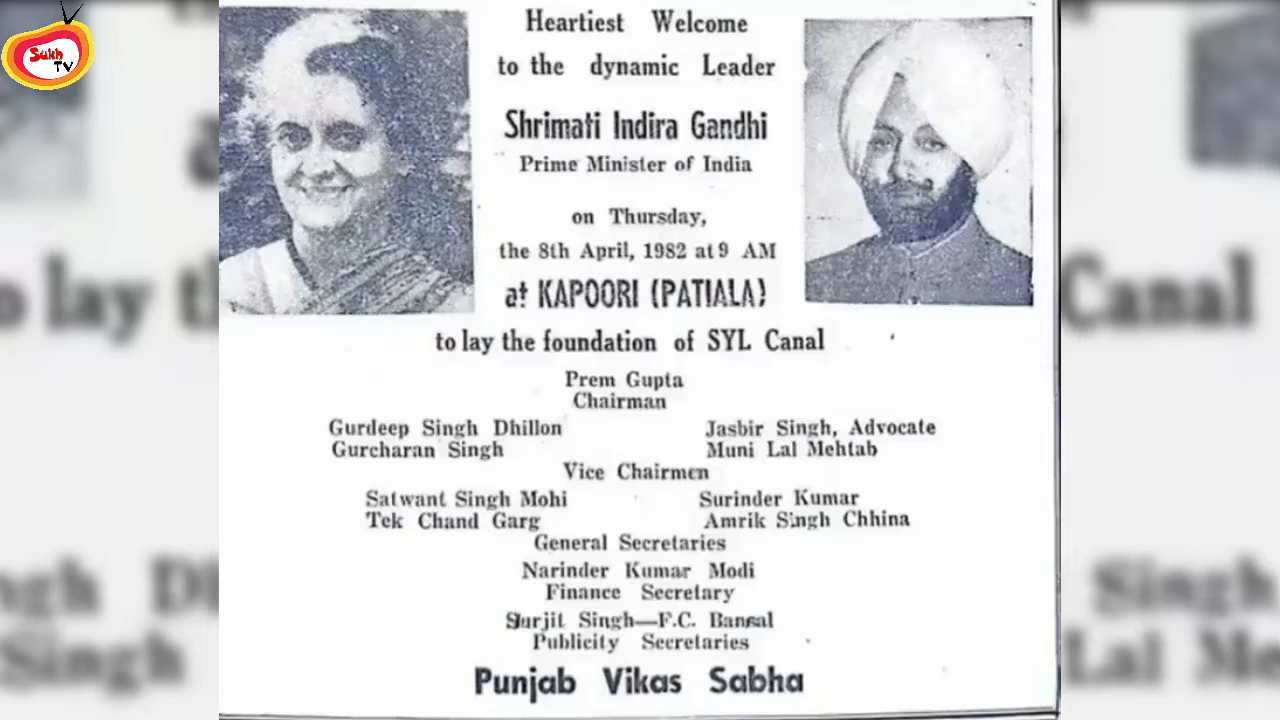 Sukh
TV
Heartiest Welcome
to the dynamic Leader
Shrimati Indira Gandhi
Prime Minister of India
on Thursday,
the 8th April, 1982 at 9 AM
at KAPOORI (PATIALA)
to lay the foundation of SYL Canal
Prem Gupta
Chairman
Gurdeep Singh Dhillon Jasbir Singh, Advocate
Gurcharan Singh Muni Lal Mehtab
Vice Chairmen
Satwant Singh Mohi Surinder Kumar
Tek Chand Garg Amrik Singh Chhina
General Secretaries
Narinder Kumar Modi
Finance Secretary
Surjit Singh—F.C. Bansal
Publicity Secretaries
Punjab Vikas Sabha